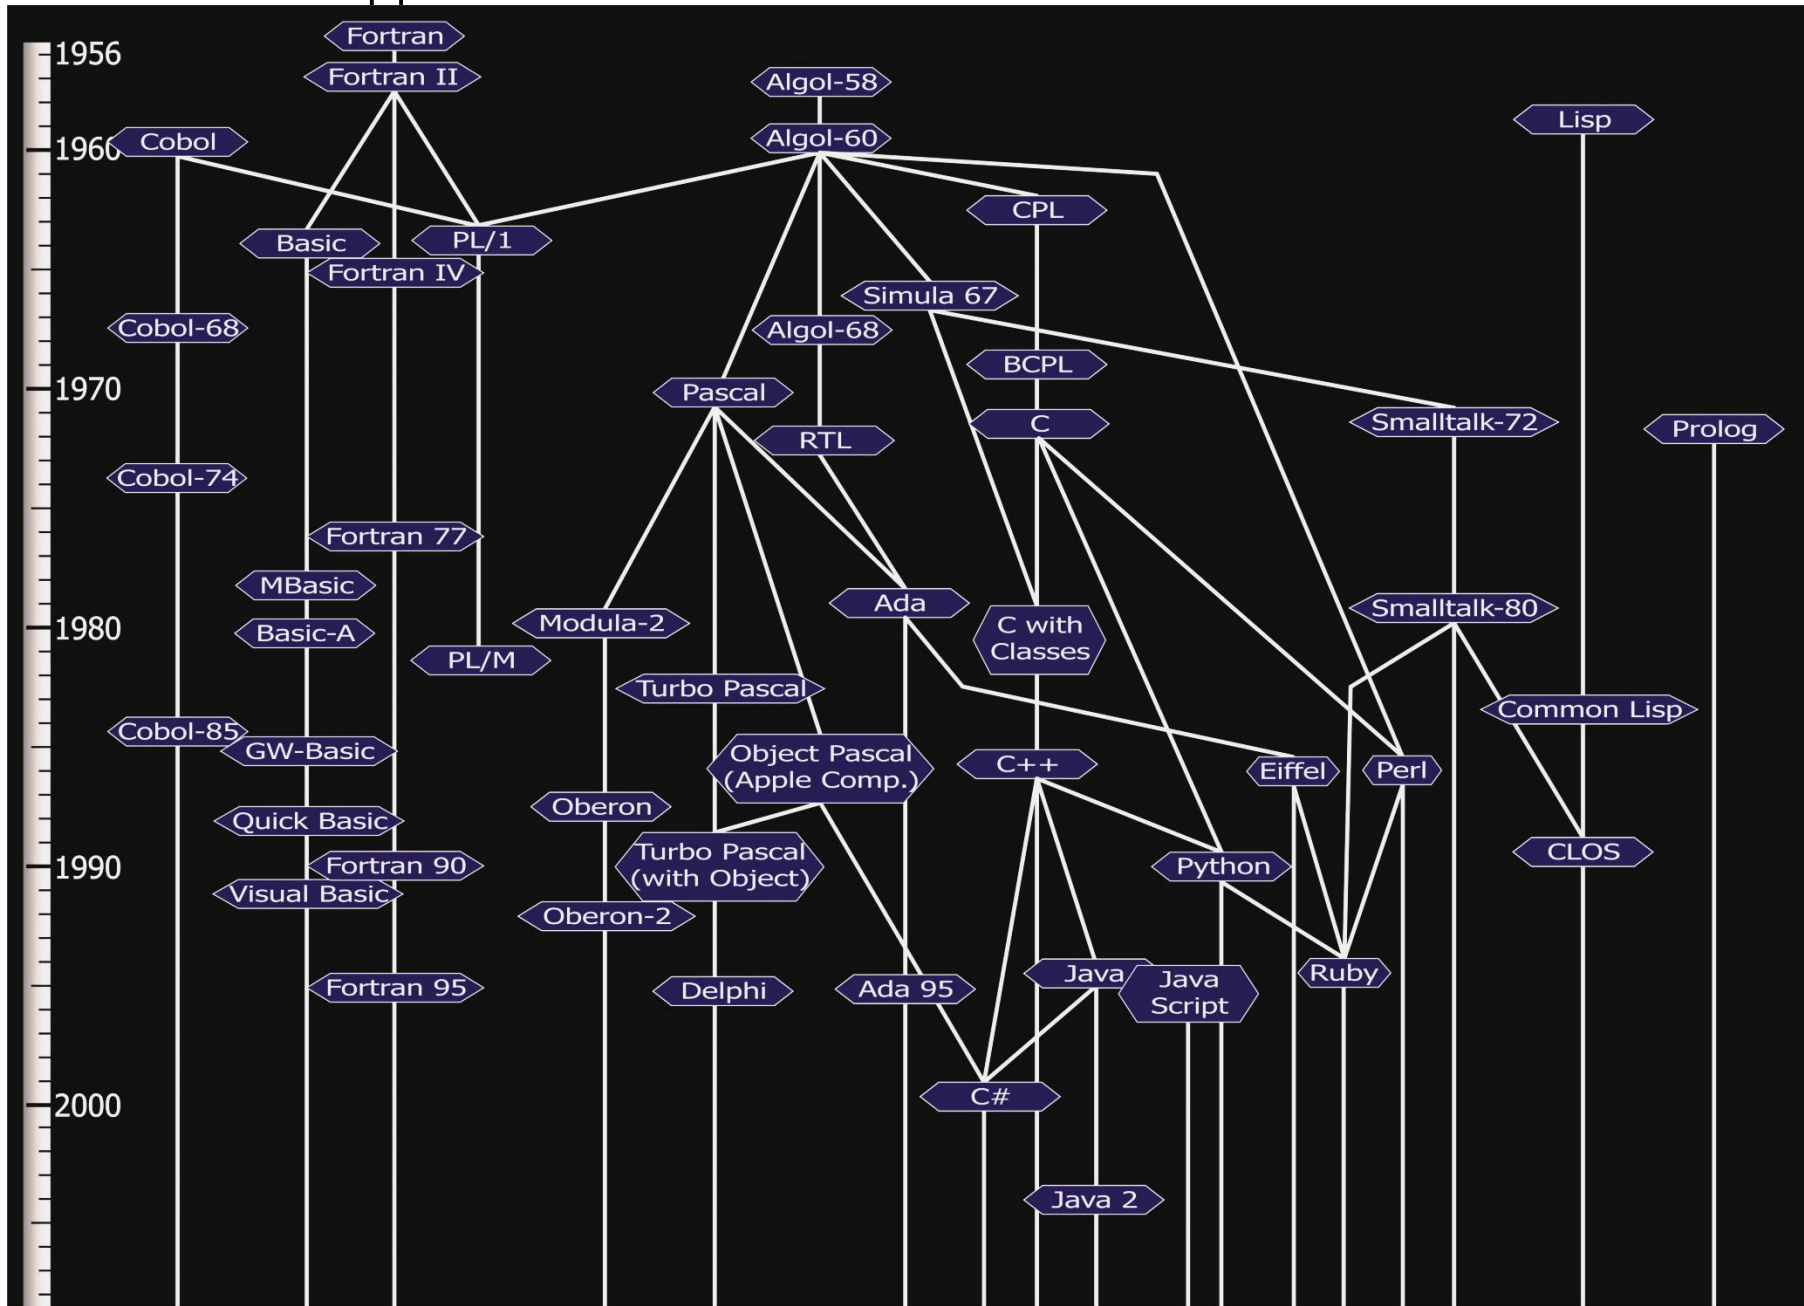 Fortran
1956
Fortran II
Algol-58
Lisp
Cobol
Algol-60
1960
CPL
Basic
PL/1
Fortran IV
Simula 67
Cobol-68
Algol-68
BCPL
1970
Pascal
C
Smalltalk-72
Prolog
RTL
Cobol-74
Fortran 77
MBasic
Ada
Smalltalk-80
Modula-2
C with
Classes
1980
Basic-A
PL/M
Turbo Pascal
Common Lisp
Cobol-85
GW-Basic
Object Pascal
(Apple Comp.)
C++
Eiffel
Perl
Oberon
Quick Basic
Turbo Pascal
(with Object)
CLOS
1990
Fortran 90
Python
Visual Basic
Oberon-2
Java
Ruby
Java
Script
Fortran 95
Delphi
Ada 95
C#
2000
Java 2